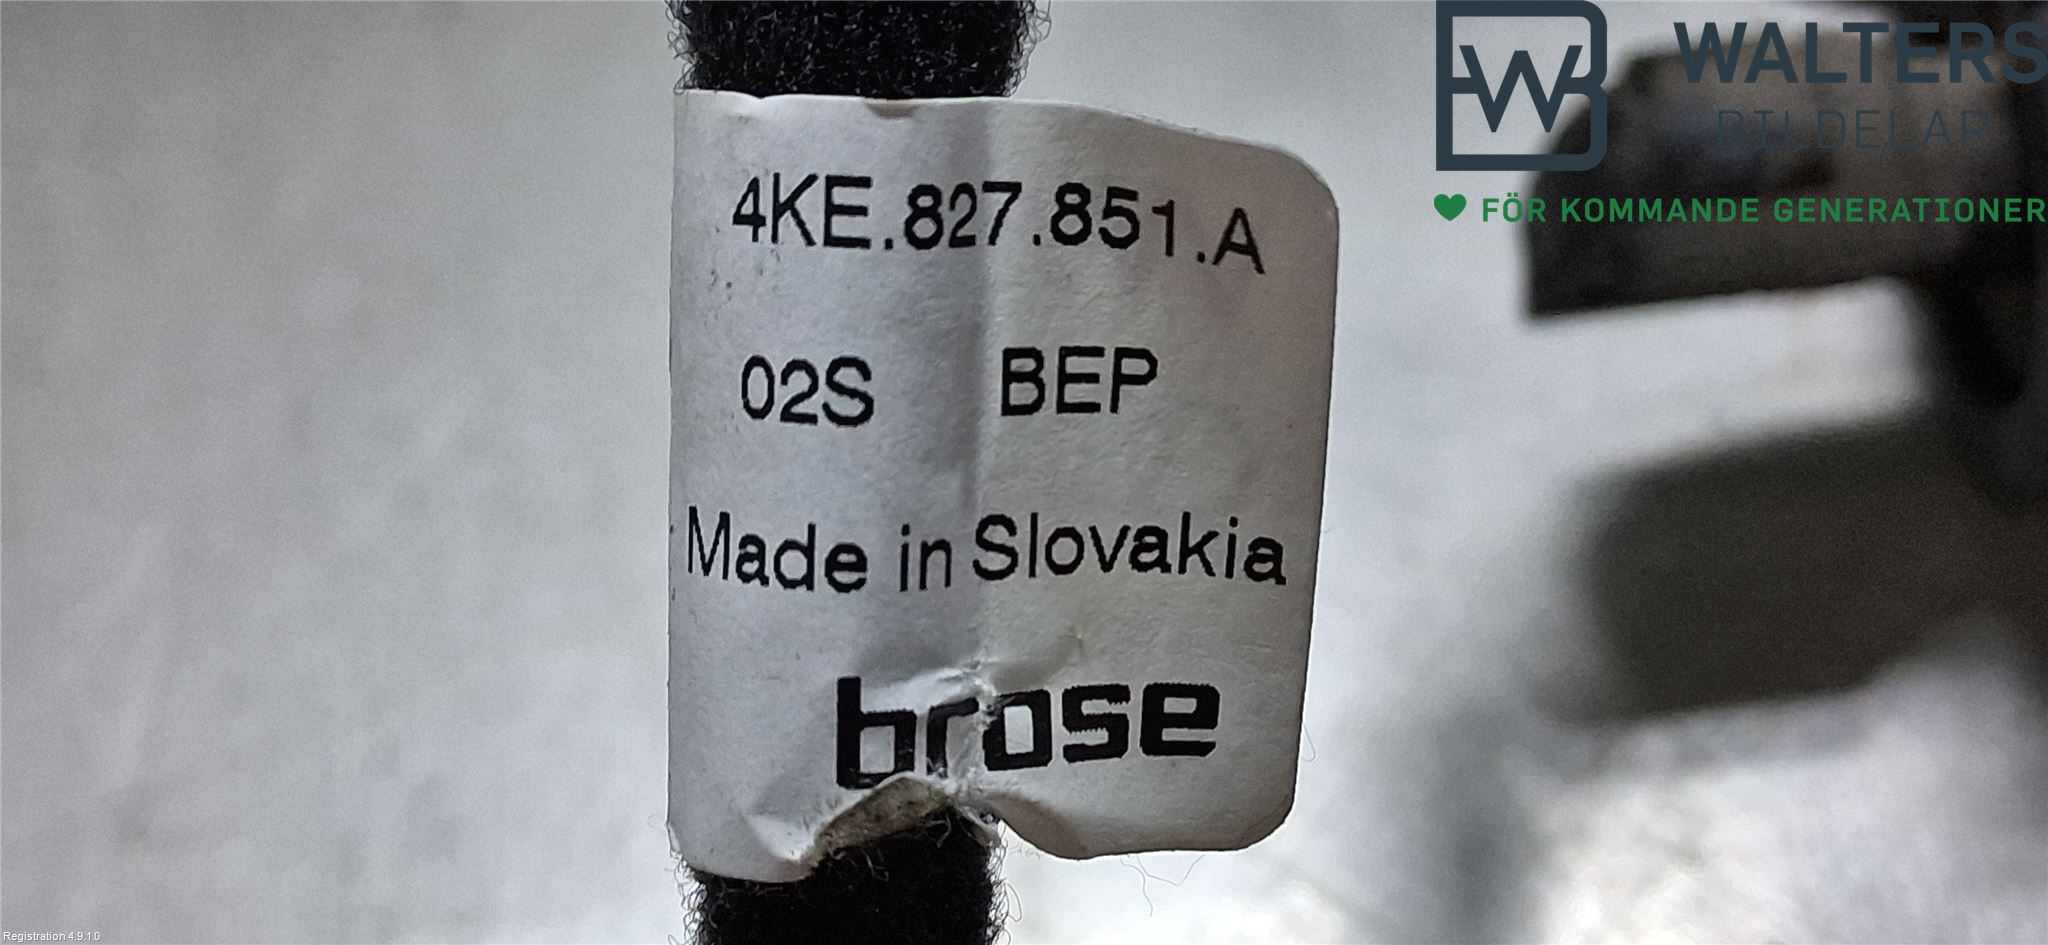 WALTERS
BILDELAR
FÖR KOMMANDE GENERATIONER
4KE.827.851.A
02S BEP
Made in Slovakia
brose
Registration 4.9.1.0